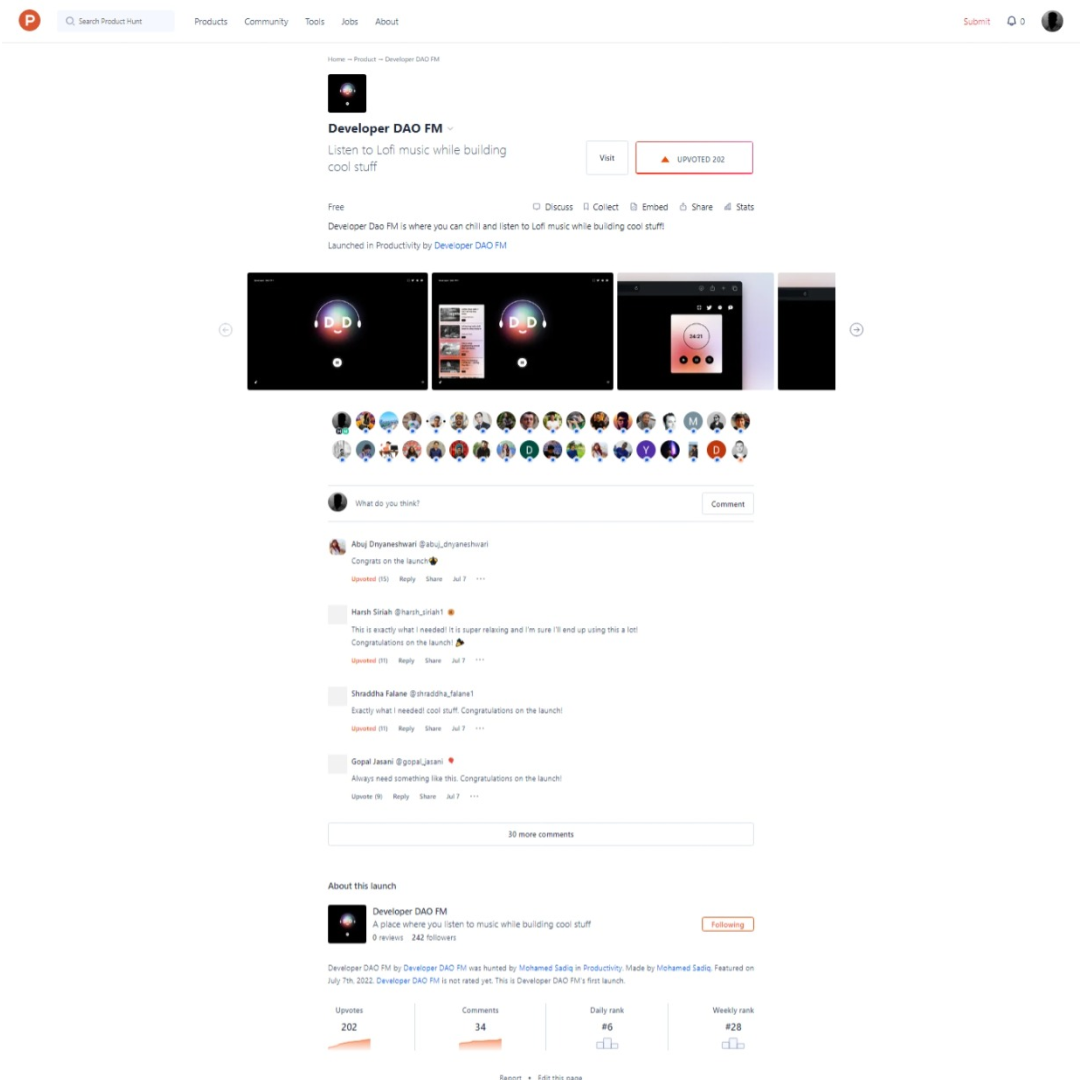 P Search Product Hunt Products Community Tools Jobs About Submit 0
Home → Product → Developer DAO FM
Developer DAO FM
Listen to Lofi music while building
cool stuff
Visit
UPVOTED 202
Free Discuss Collect Embed Share Stats
Developer Dao FM is where you can chill and listen to Lofi music while building cool stuff!
Launched in Productivity by Developer DAO FM
D D
D D
24:21
M
D Y D
What do you think? Comment
Abuj Dnyaneshwari @abuj_dnyaneshwari
Congrats on the launch
Upvoted (15) Reply Share Jul 7 ···
Harsh Siriah @harsh_siriah1
This is exactly what I needed! It is super relaxing and I'm sure I'll end up using this a lot!
Congratulations on the launch!
Upvoted (11) Reply Share Jul 7 ···
Shraddha Falane @shraddha_falane1
Exactly what I needed! cool stuff. Congratulations on the launch!
Upvoted (11) Reply Share Jul 7 ···
Gopal Jasani @gopal_jasani
Always need something like this. Congratulations on the launch!
Upvote (9) Reply Share Jul 7 ···
30 more comments
About this launch
Developer DAO FM
A place where you listen to music while building cool stuff
0 reviews 242 followers
Following
Developer DAO FM by Developer DAO FM was hunted by Mohamed Sadiq in Productivity. Made by Mohamed Sadiq. Featured on
July 7th, 2022. Developer DAO FM is not rated yet. This is Developer DAO FM's first launch.
Upvotes Comments Daily rank Weekly rank
202 34 #6 #28
Report • Edit this page